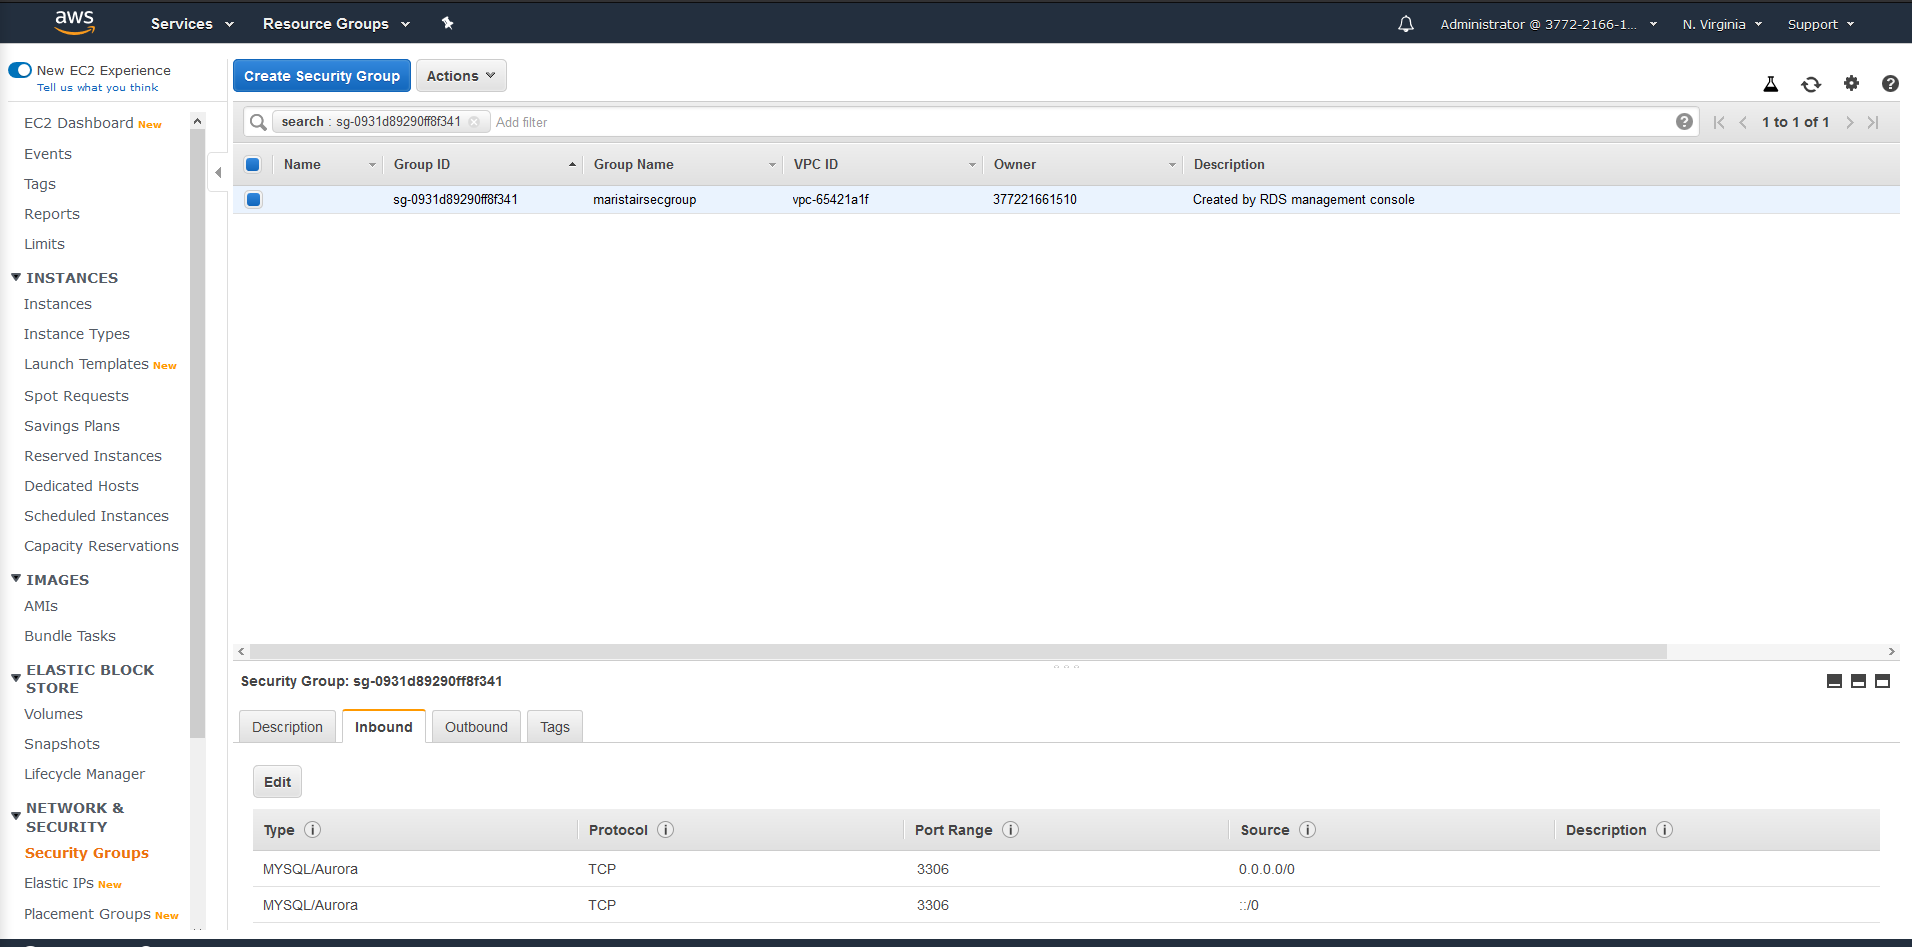 aws Services Resource Groups Administrator @ 3772-2166-1... N. Virginia Support
New EC2 Experience
Tell us what you think
Create Security Group Actions
search : sg-0931d89290ff8f341 Add filter 1 to 1 of 1
Name Group ID Group Name VPC ID Owner Description
sg-0931d89290ff8f341 maristairsecgroup vpc-65421a1f 377221661510 Created by RDS management console
EC2 Dashboard New
Events
Tags
Reports
Limits
INSTANCES
Instances
Instance Types
Launch Templates New
Spot Requests
Savings Plans
Reserved Instances
Dedicated Hosts
Scheduled Instances
Capacity Reservations
IMAGES
AMIs
Bundle Tasks
ELASTIC BLOCK
STORE
Volumes
Snapshots
Lifecycle Manager
NETWORK &
SECURITY
Security Groups
Elastic IPs New
Placement Groups New
Security Group: sg-0931d89290ff8f341
Description Inbound Outbound Tags
Edit
Type Protocol Port Range Source Description
MYSQL/Aurora TCP 3306 0.0.0.0/0
MYSQL/Aurora TCP 3306 ::/0